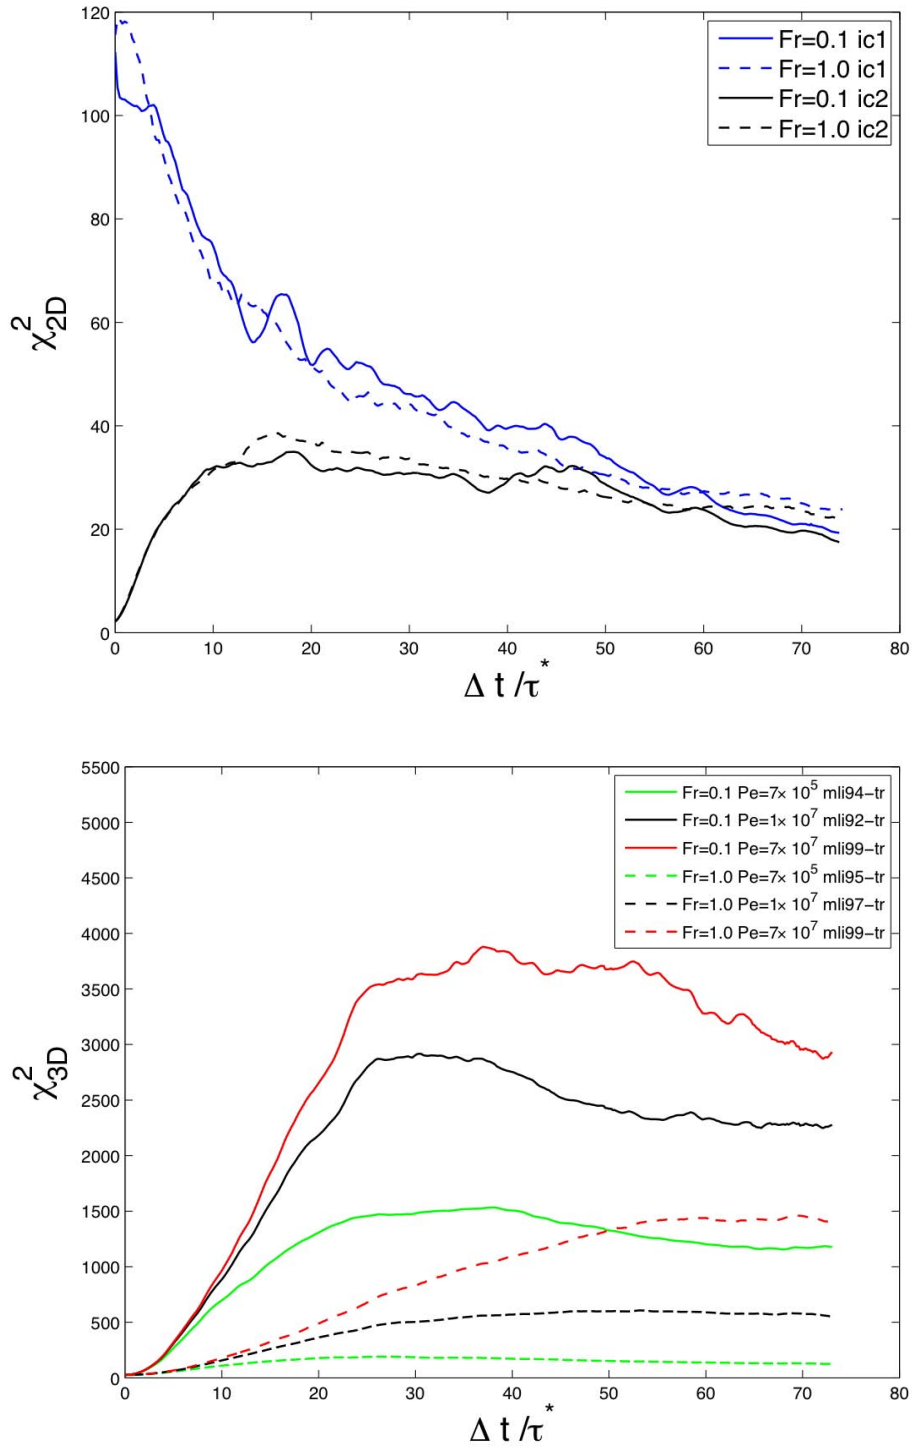 120
100
80
60
40
20
0
χ²2D
Fr=0.1 ic1
Fr=1.0 ic1
Fr=0.1 ic2
Fr=1.0 ic2
0 10 20 30 40 50 60 70 80
Δ t /τ*
5500
5000
4500
4000
3500
3000
2500
2000
1500
1000
500
0
χ²3D
Fr=0.1 Pe=7× 10⁵ mli94−tr
Fr=0.1 Pe=1× 10⁷ mli92−tr
Fr=0.1 Pe=7× 10⁷ mli99−tr
Fr=1.0 Pe=7× 10⁵ mli95−tr
Fr=1.0 Pe=1× 10⁷ mli97−tr
Fr=1.0 Pe=7× 10⁷ mli99−tr
0 10 20 30 40 50 60 70 80
Δ t /τ*